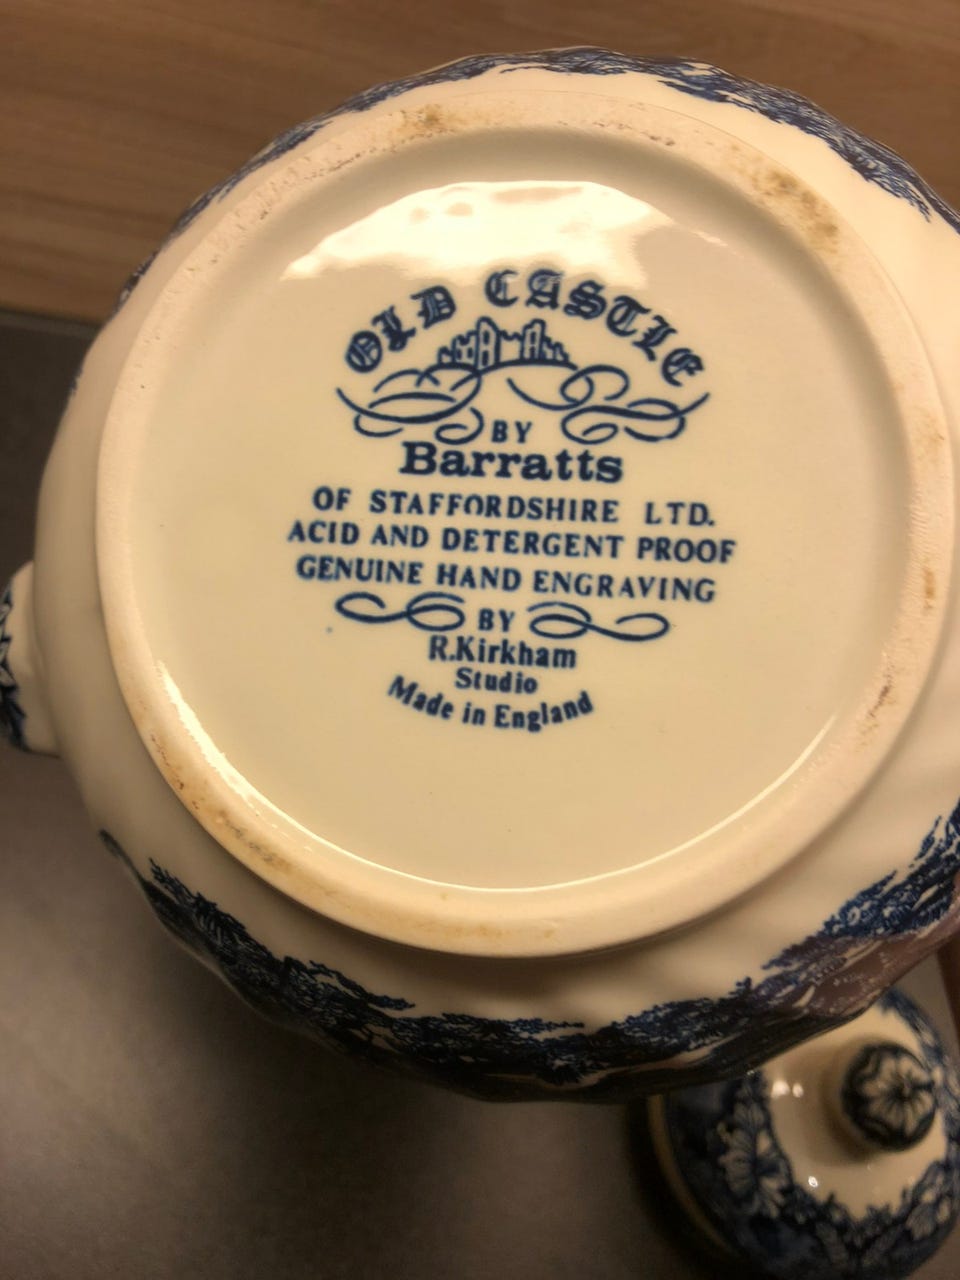 OLD CASTLE
BY
Barratts
OF STAFFORDSHIRE LTD.
ACID AND DETERGENT PROOF
GENUINE HAND ENGRAVING
BY
R.Kirkham
Studio
Made in England